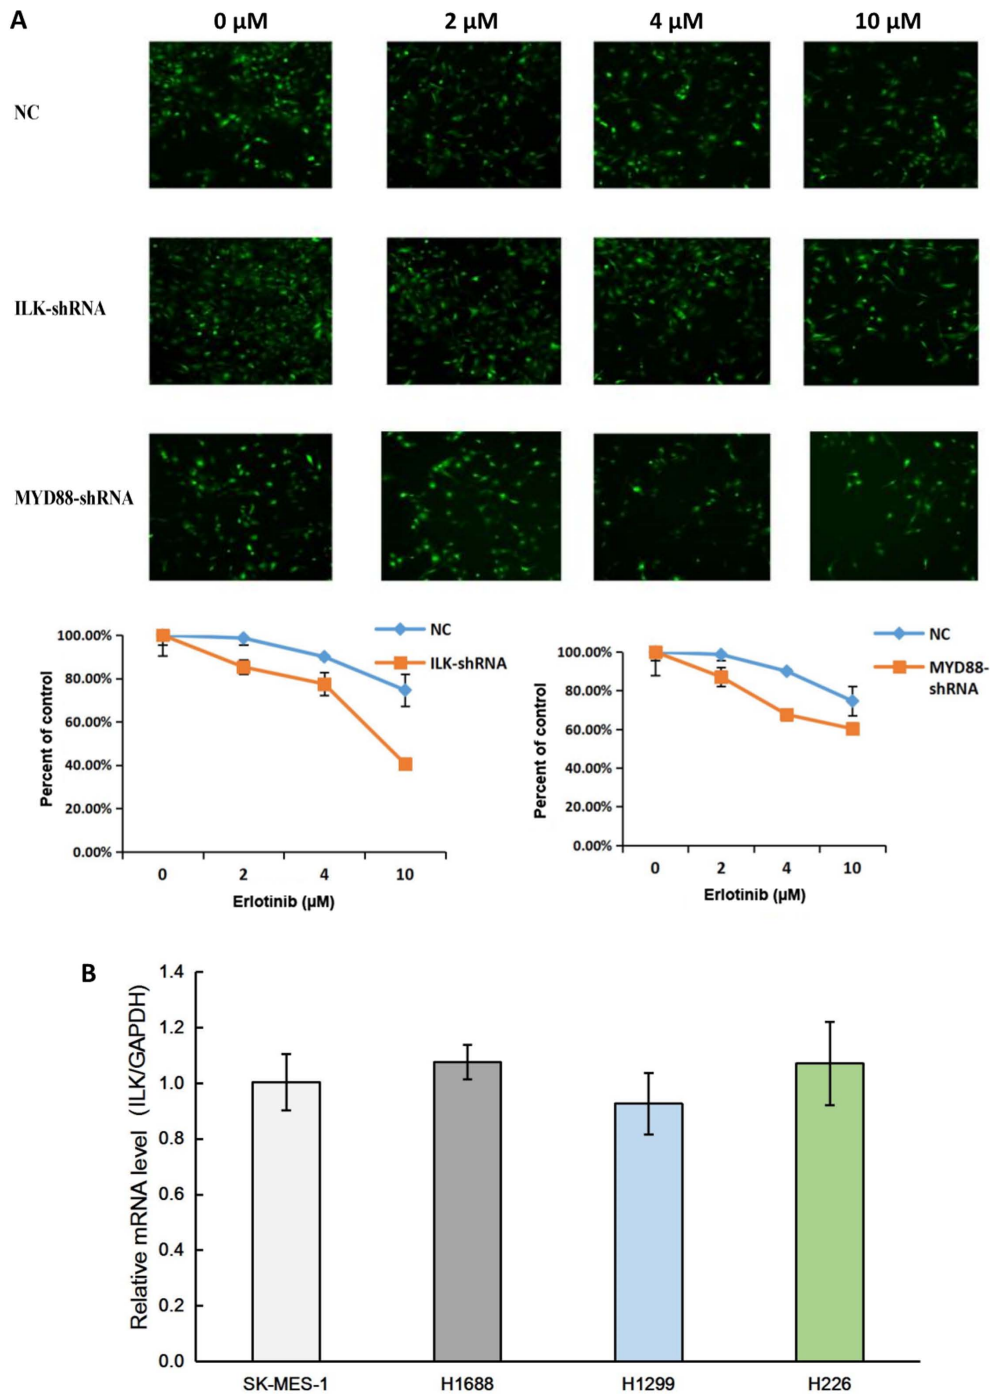 A
0 µM 2 µM 4 µM 10 µM
NC
ILK-shRNA
MYD88-shRNA
100.00%
80.00%
60.00%
40.00%
20.00%
0.00%
Percent of control
0 2 4 10
Erlotinib (µM)
NC
ILK-shRNA
100.00%
80.00%
60.00%
40.00%
20.00%
0.00%
Percent of control
0 2 4 10
Erlotinib (µM)
NC
MYD88-
shRNA
B
1.4
1.2
1.0
0.8
0.6
0.4
0.2
0.0
Relative mRNA level (ILK/GAPDH)
SK-MES-1 H1688 H1299 H226